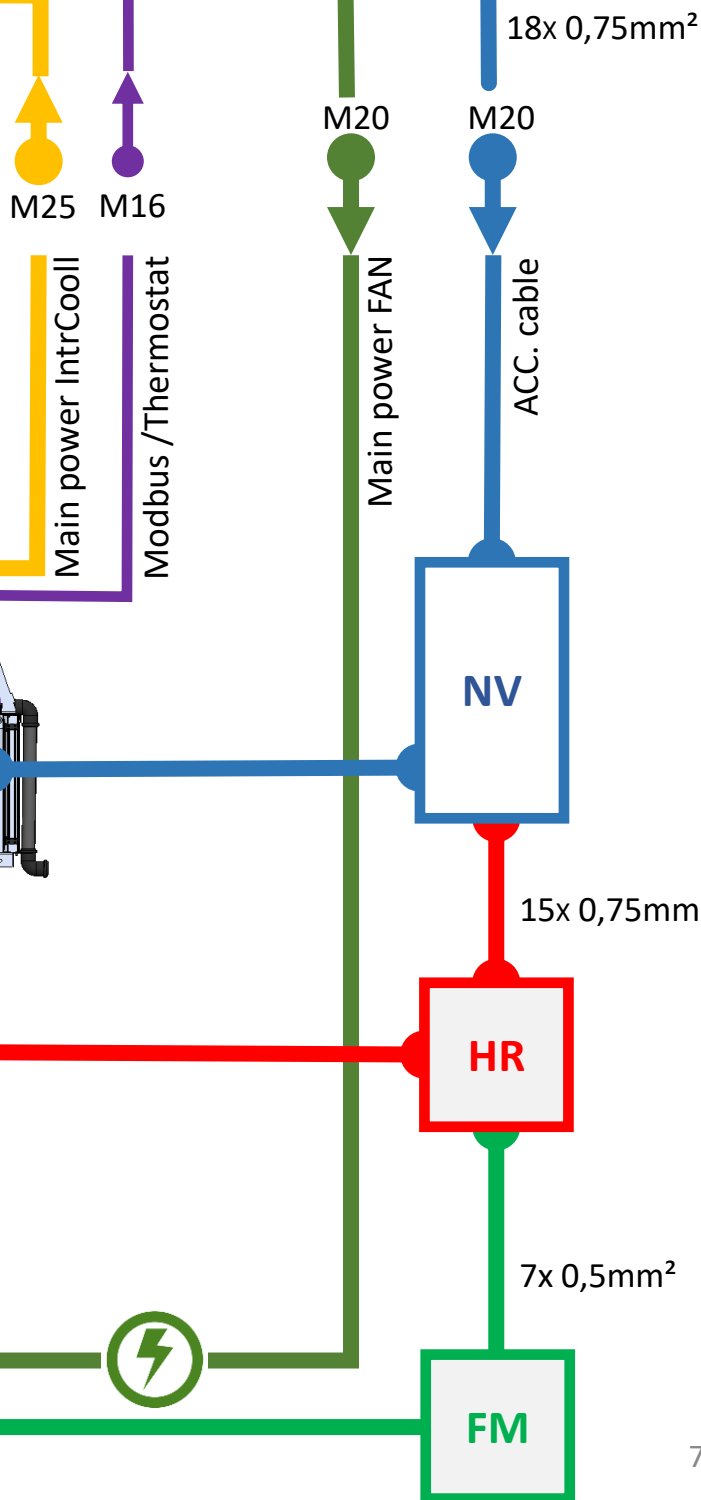 18x 0,75mm²
M20
M20
M25
M16
Main power IntrCooll
Modbus /Thermostat
Main power FAN
ACC. cable
NV
15x 0,75mm
HR
7x 0,5mm²
FM
7